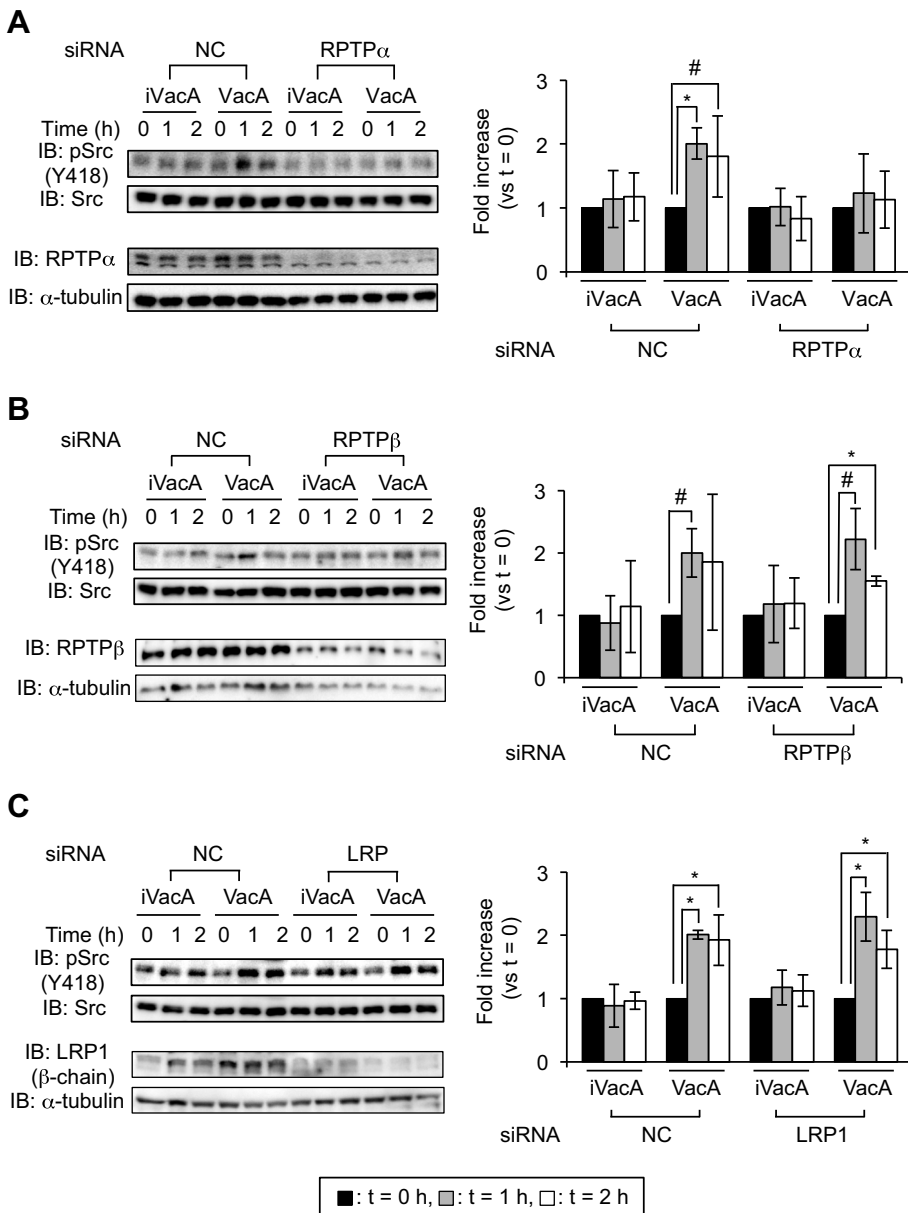 A
siRNA NC RPTPα
iVacA VacA iVacA VacA
Time (h) 0 1 2 0 1 2 0 1 2 0 1 2
IB: pSrc
(Y418)
IB: Src
IB: RPTPα
IB: α-tubulin
Fold increase
(vs t = 0)
3
2
1
0
#
*
iVacA VacA iVacA VacA
siRNA NC RPTPα
B
siRNA NC RPTPβ
iVacA VacA iVacA VacA
Time (h) 0 1 2 0 1 2 0 1 2 0 1 2
IB: pSrc
(Y418)
IB: Src
IB: RPTPβ
IB: α-tubulin
Fold increase
(vs t = 0)
3
2
1
0
*
# #
iVacA VacA iVacA VacA
siRNA NC RPTPβ
C
siRNA NC LRP
iVacA VacA iVacA VacA
Time (h) 0 1 2 0 1 2 0 1 2 0 1 2
IB: pSrc
(Y418)
IB: Src
IB: LRP1
(β-chain)
IB: α-tubulin
Fold increase
(vs t = 0)
3
2
1
0
* *
* *
iVacA VacA iVacA VacA
siRNA NC LRP1
■: t = 0 h, ■: t = 1 h, □: t = 2 h